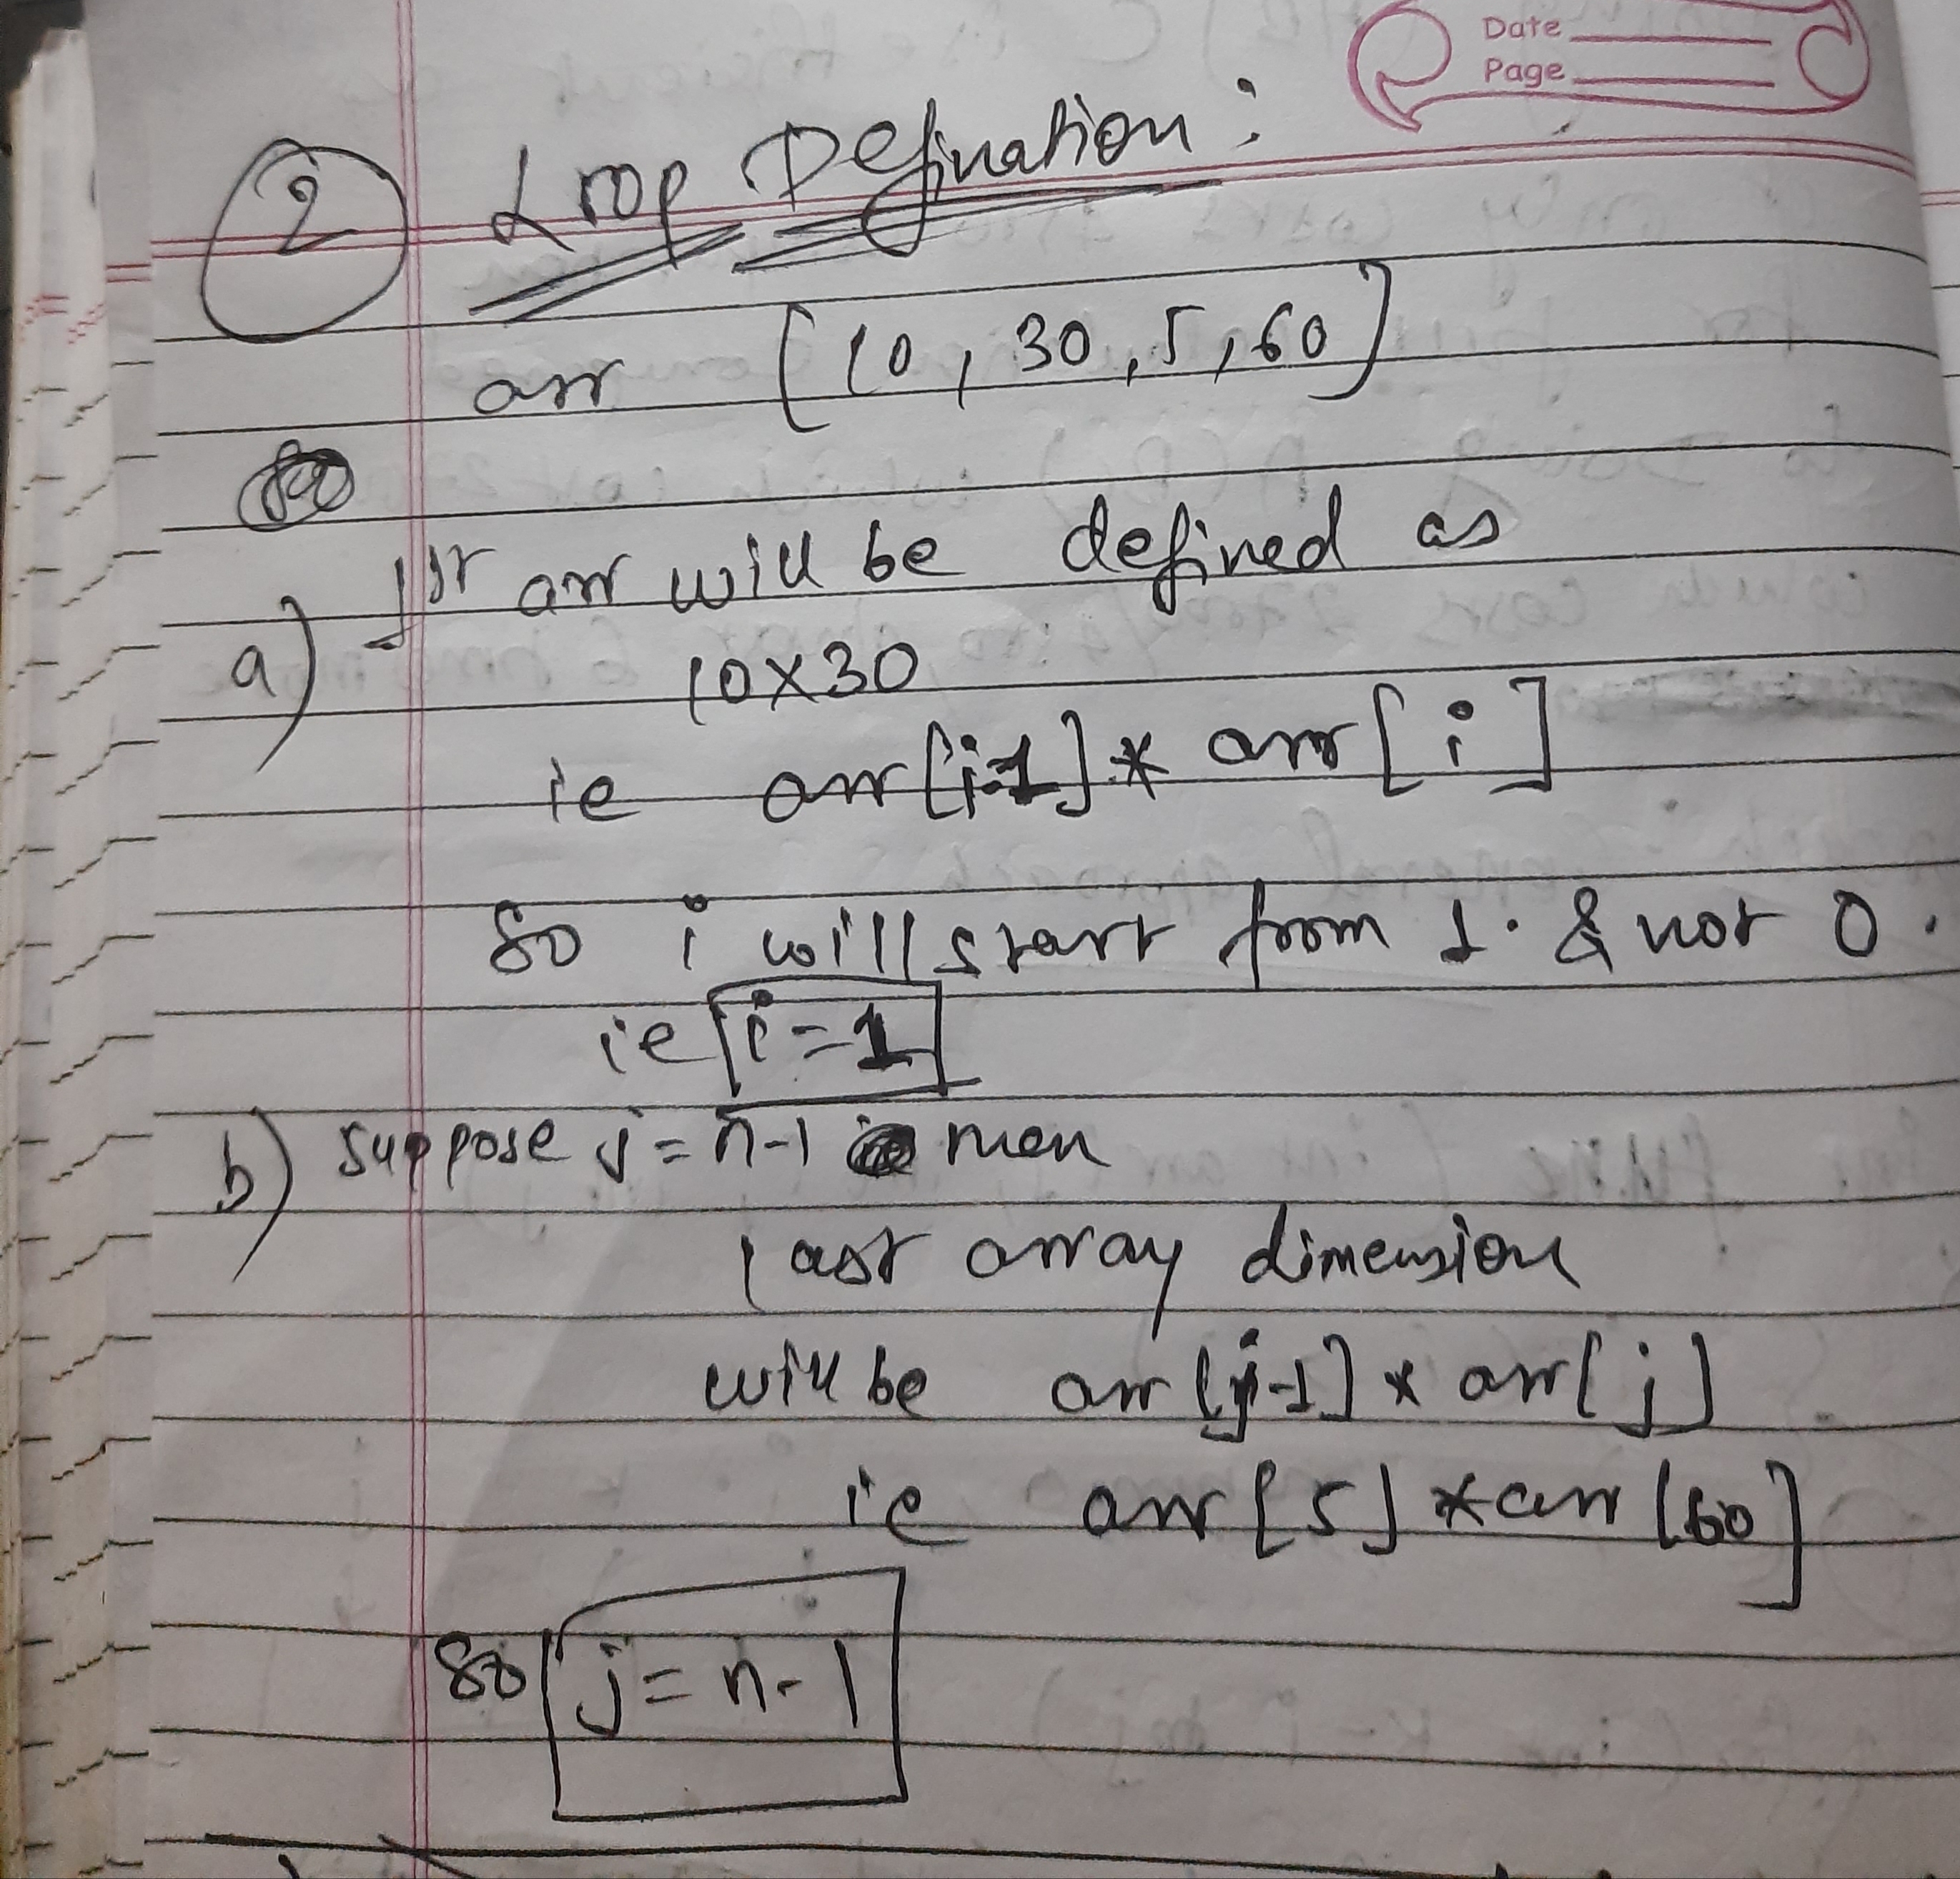 Date
Page
2 Loop Defination :
arr [10, 30, 5, 60]
a) 1st arr will be defined as
10x30
ie arr[i-1] * arr[i]
So i will start from 1. & not 0.
ie i=1
b) suppose j = n-1 then
last array dimension
will be arr[j-1] * arr[j]
ie arr[5] * arr[60]
So j = n-1